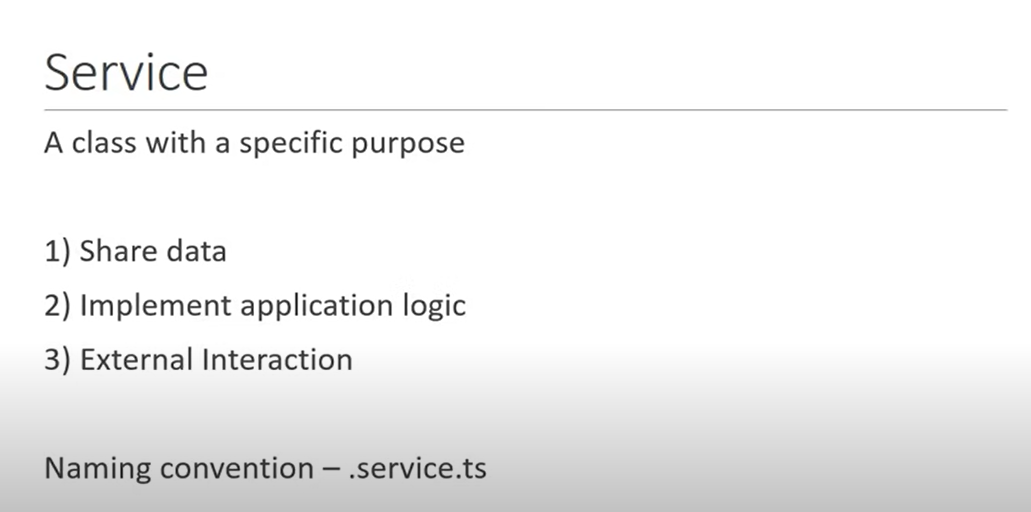 Service
A class with a specific purpose
1) Share data
2) Implement application logic
3) External Interaction
Naming convention – .service.ts